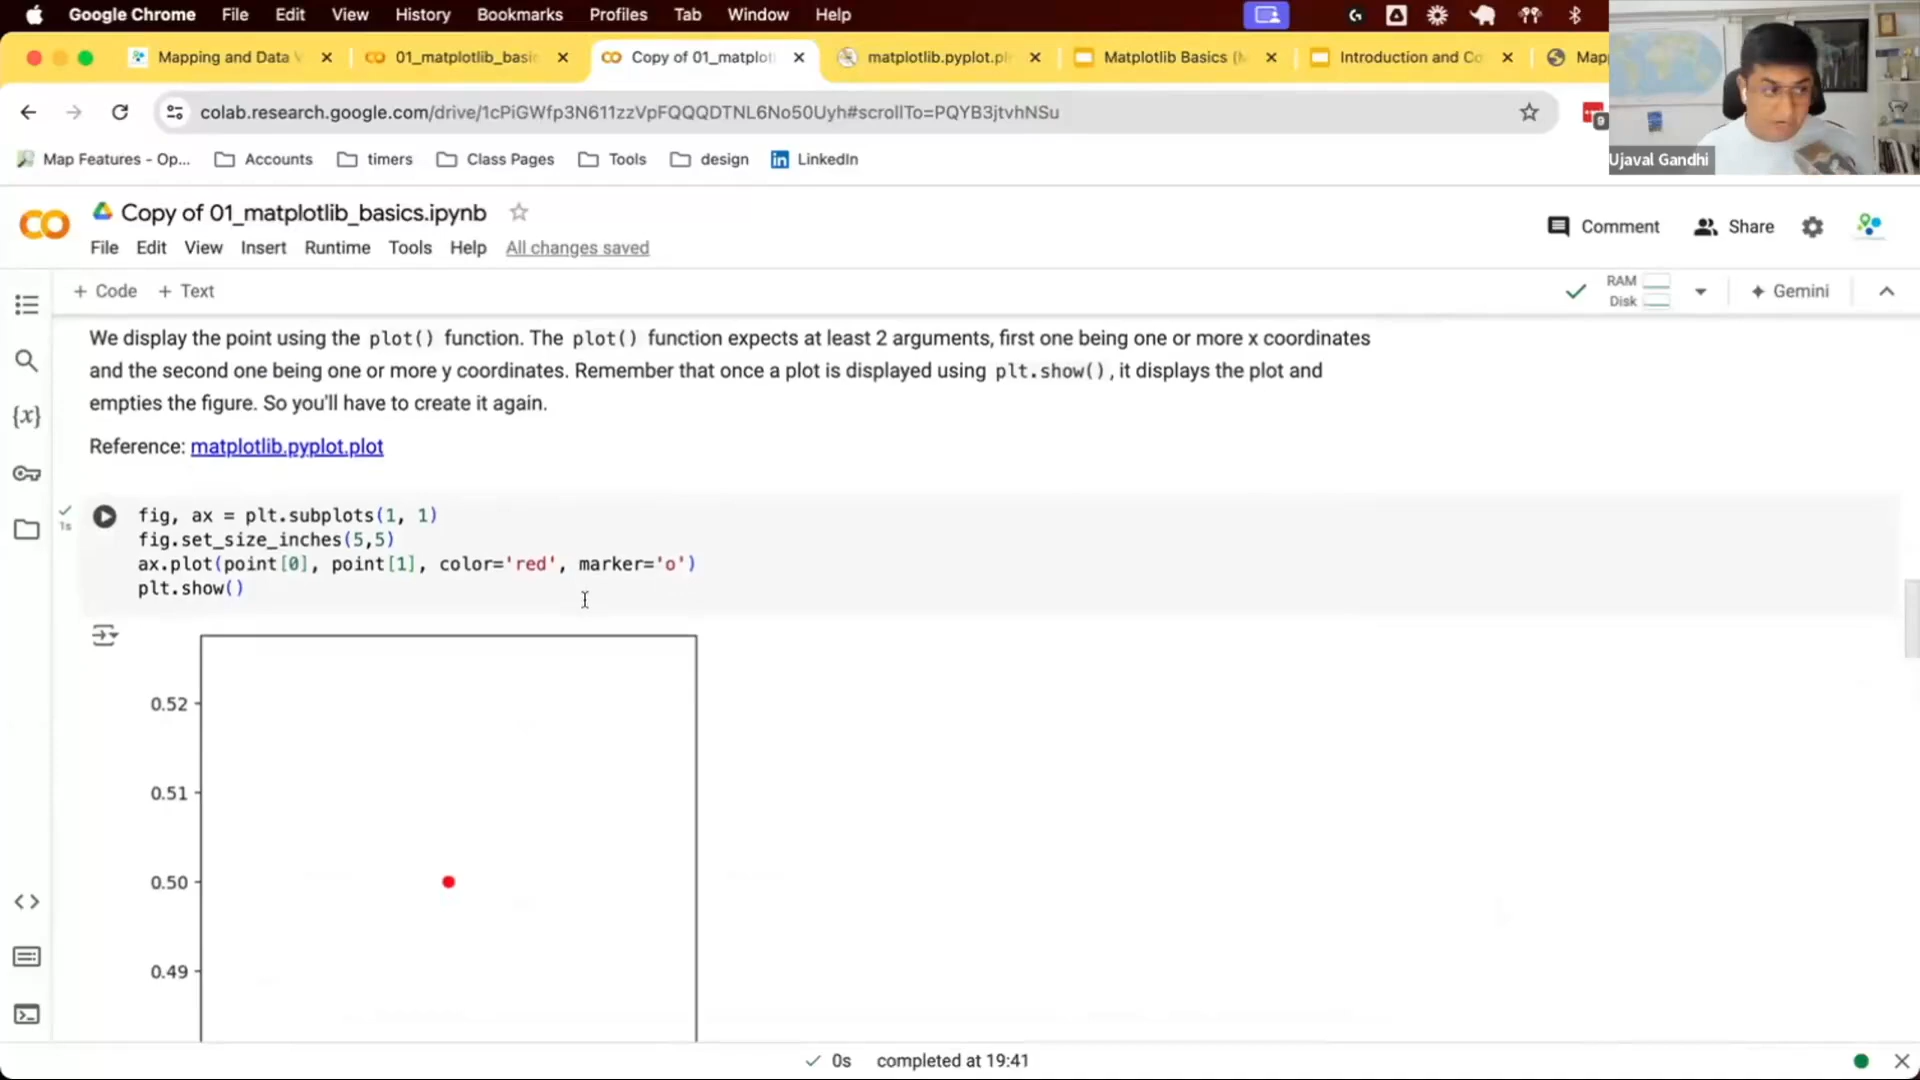 Google Chrome File Edit View History Bookmarks Profiles Tab Window Help
Mapping and Data V 01_matplotlib_basi Copy of 01_matplot matplotlib.pyplot.pl Matplotlib Basics (M Introduction and Co Map
colab.research.google.com/drive/1cPiGWfp3N611zzVpFQQQDTNL6No50Uyh#scrollTo=PQYB3jtvhNSu
9
Ujaval Gandhi
Map Features - Op... Accounts timers Class Pages Tools design LinkedIn
Copy of 01_matplotlib_basics.ipynb
Comment Share
File Edit View Insert Runtime Tools Help All changes saved
+ Code + Text
RAM
Disk
Gemini
We display the point using the plot() function. The plot() function expects at least 2 arguments, first one being one or more x coordinates
and the second one being one or more y coordinates. Remember that once a plot is displayed using plt.show(), it displays the plot and
empties the figure. So you'll have to create it again.
Reference: matplotlib.pyplot.plot
1s
fig, ax = plt.subplots(1, 1)
fig.set_size_inches(5,5)
ax.plot(point[0], point[1], color='red', marker='o')
plt.show()
0.52
0.51
0.50
0.49
0s completed at 19:41